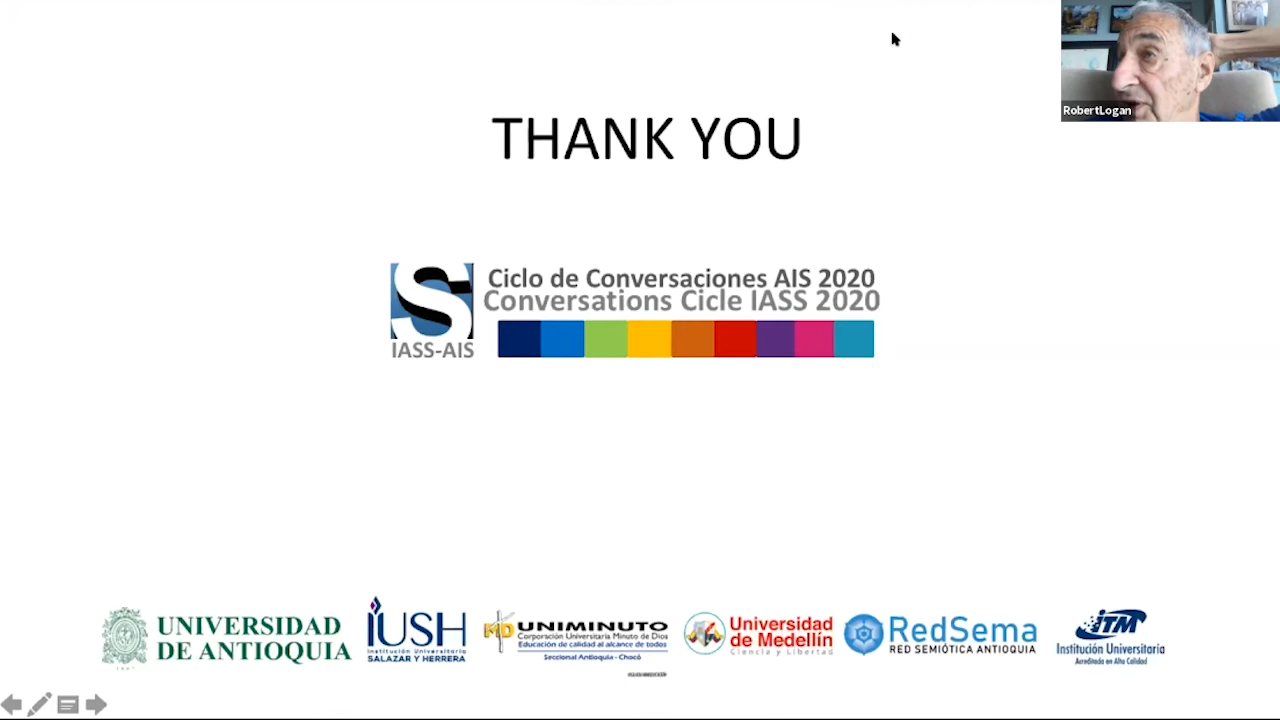 RobertLogan
THANK YOU
Ciclo de Conversaciones AIS 2020
Conversations Cicle IASS 2020
IASS-AIS
UNIVERSIDAD
DE ANTIOQUIA
IUSH
Institución Universitaria
SALAZAR Y HERRERA
UNIMINUTO
Corporación Universitaria Minuto de Dios
Educación de calidad al alcance de todos
Seccional Antioquia - Chocó
Universidad
de Medellín
Ciencia y Libertad
RedSema
RED SEMIÓTICA ANTIOQUIA
iTM
Institución Universitaria
Acreditada en Alta Calidad